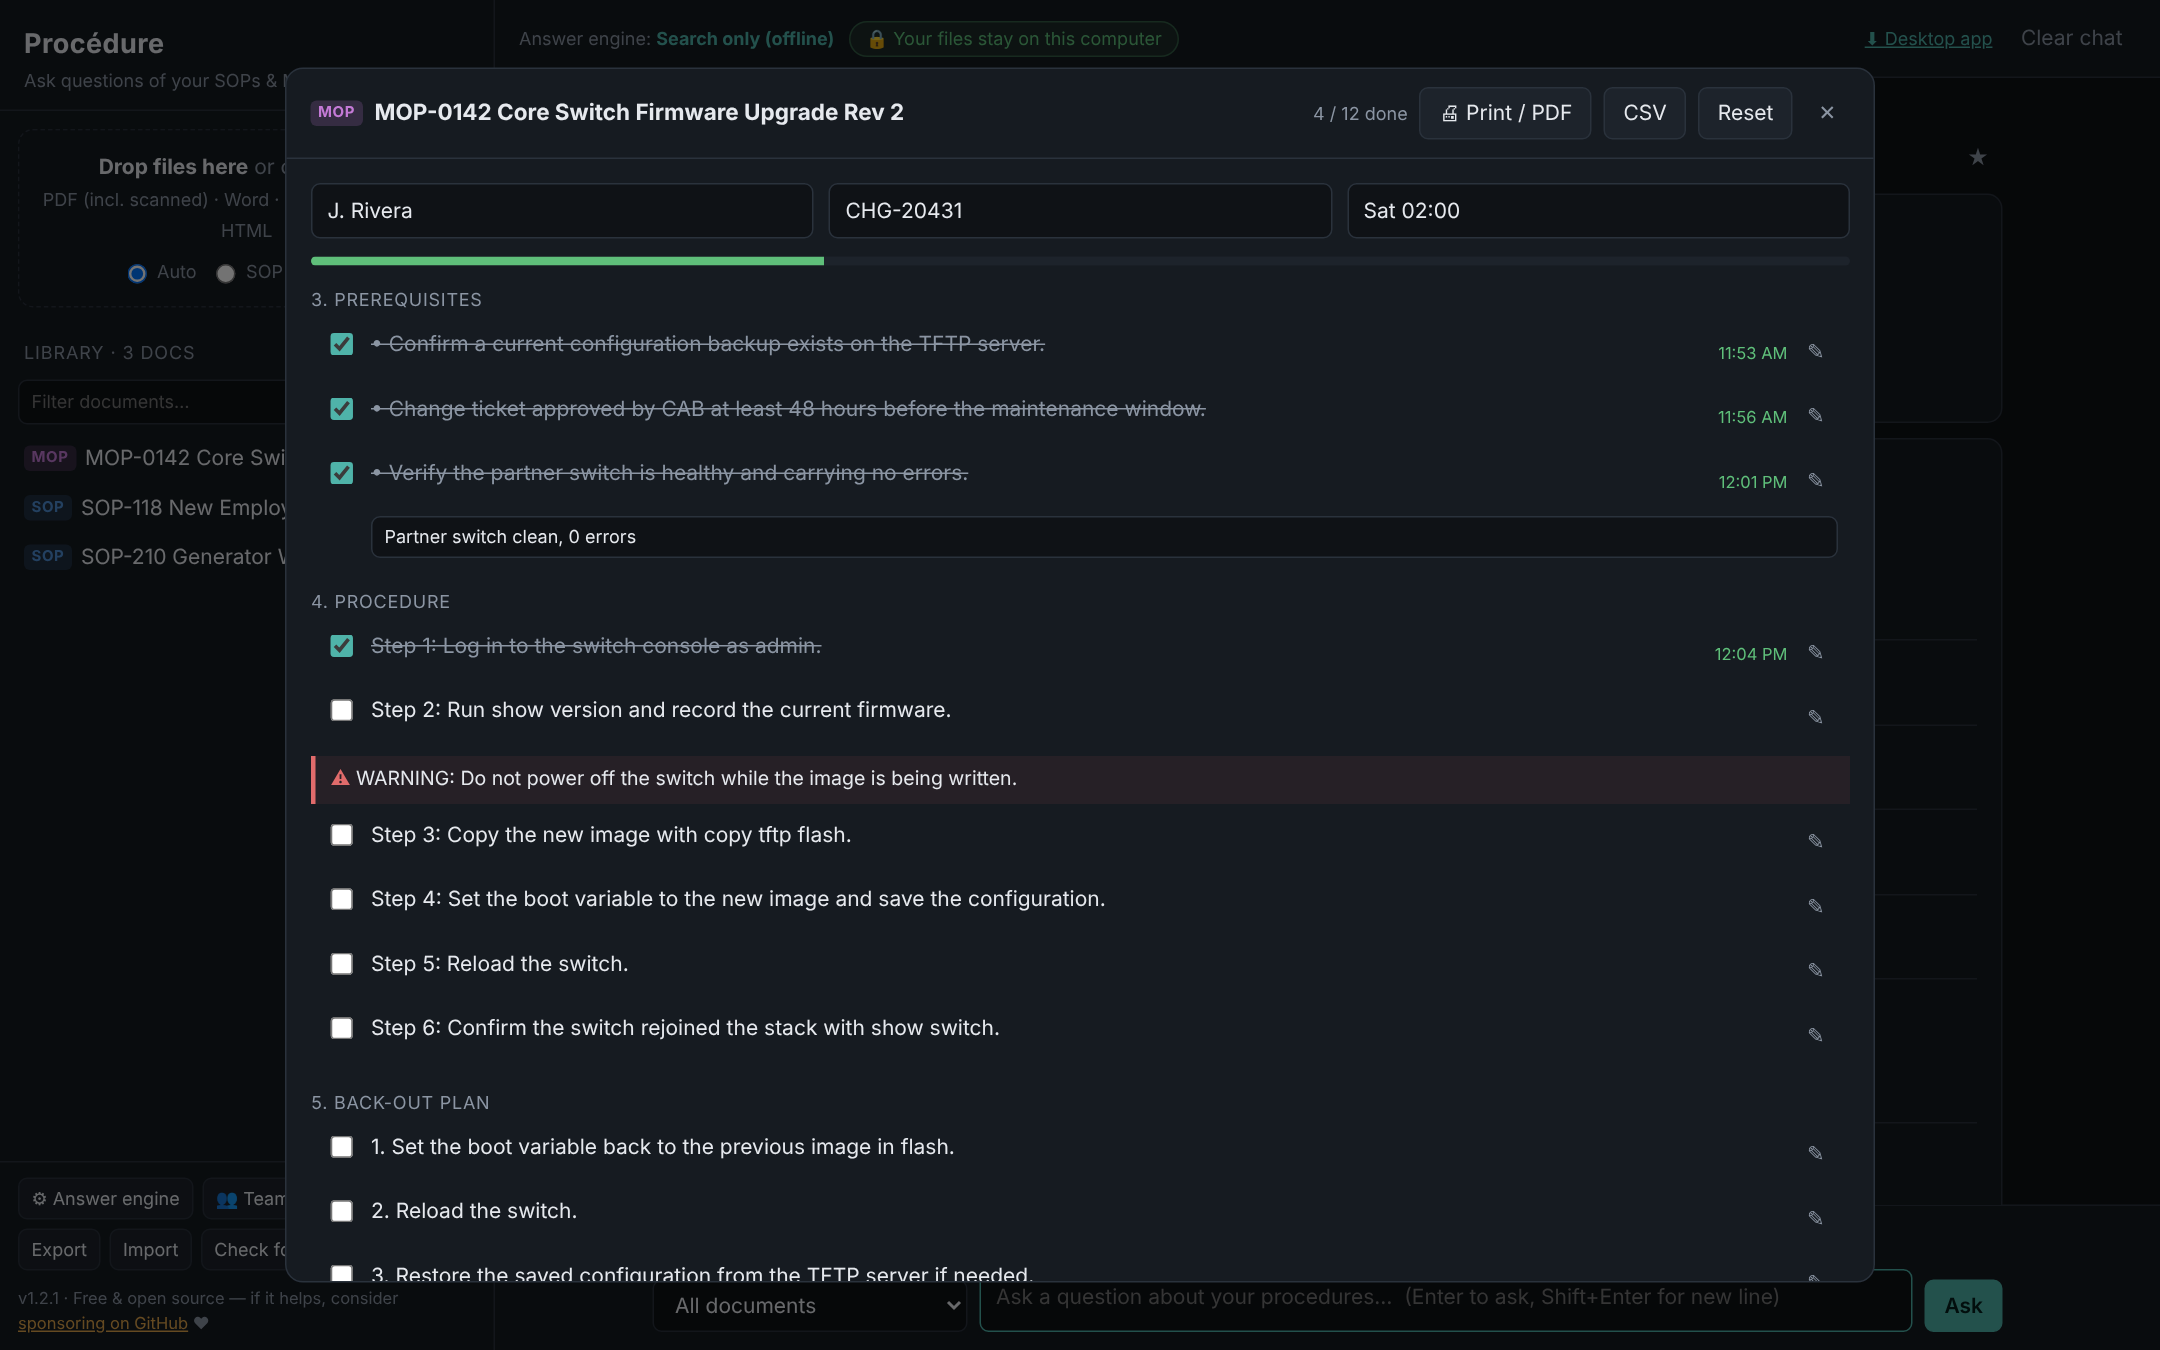 Procédure
Ask questions of your SOPs &
Answer engine: Search only (offline)
🔒 Your files stay on this computer
⬇ Desktop app
Clear chat
MOP
MOP-0142 Core Switch Firmware Upgrade Rev 2
4 / 12 done
🖨 Print / PDF
CSV
Reset
×
Drop files here or
PDF (incl. scanned) · Word ·
HTML
Auto
SOP
★
J. Rivera
CHG-20431
Sat 02:00
LIBRARY · 3 DOCS
Filter documents...
MOP MOP-0142 Core Swi
SOP SOP-118 New Employ
SOP SOP-210 Generator
3. PREREQUISITES
• Confirm a current configuration backup exists on the TFTP server.
11:53 AM ✎
• Change ticket approved by CAB at least 48 hours before the maintenance window.
11:56 AM ✎
• Verify the partner switch is healthy and carrying no errors.
12:01 PM ✎
Partner switch clean, 0 errors
4. PROCEDURE
Step 1: Log in to the switch console as admin.
12:04 PM ✎
Step 2: Run show version and record the current firmware.
✎
⚠ WARNING: Do not power off the switch while the image is being written.
Step 3: Copy the new image with copy tftp flash.
✎
Step 4: Set the boot variable to the new image and save the configuration.
✎
Step 5: Reload the switch.
✎
Step 6: Confirm the switch rejoined the stack with show switch.
✎
5. BACK-OUT PLAN
1. Set the boot variable back to the previous image in flash.
✎
2. Reload the switch.
✎
3. Restore the saved configuration from the TFTP server if needed.
✎
⚙ Answer engine
👥 Team
Export
Import
Check fo
v1.2.1 · Free & open source — if it helps, consider
sponsoring on GitHub ♥
All documents
Ask a question about your procedures... (Enter to ask, Shift+Enter for new line)
Ask